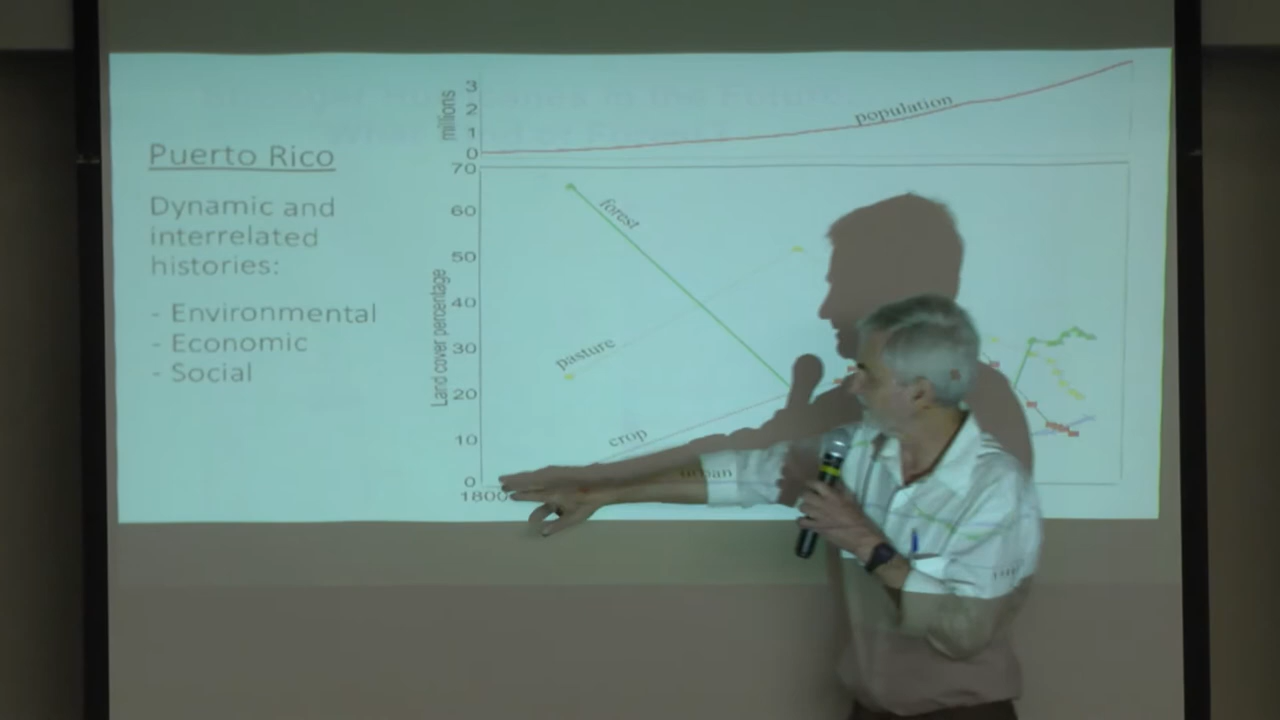 Puerto Rico
Dynamic and
interrelated
histories:
- Environmental
- Economic
- Social
millions
3
2
1
0
population
Land cover percentage
70
60
50
40
30
20
10
0
forest
pasture
crop
urban
1800